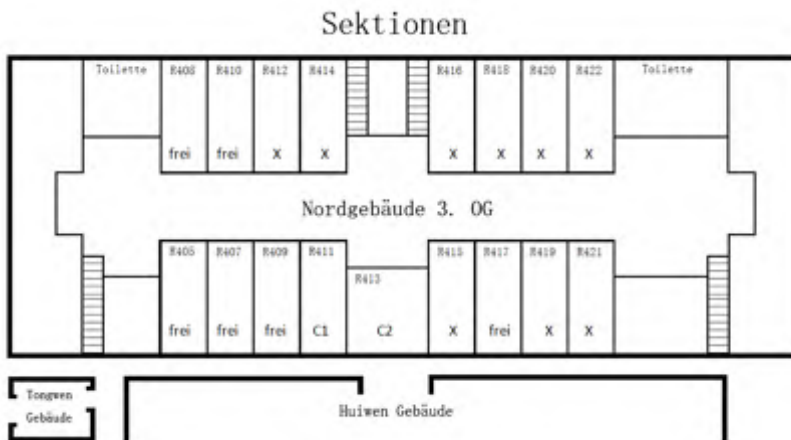 Sektionen
Toilette R408 R410 R412 R414 R416 R418 R420 R422 Toilette
frei frei X X X X X X
Nordgebäude 3. OG
R405 R407 R409 R411 R413 R415 R417 R419 R421
frei frei frei C1 C2 X frei X X
Tongwen
Gebäude
Huiwen Gebäude